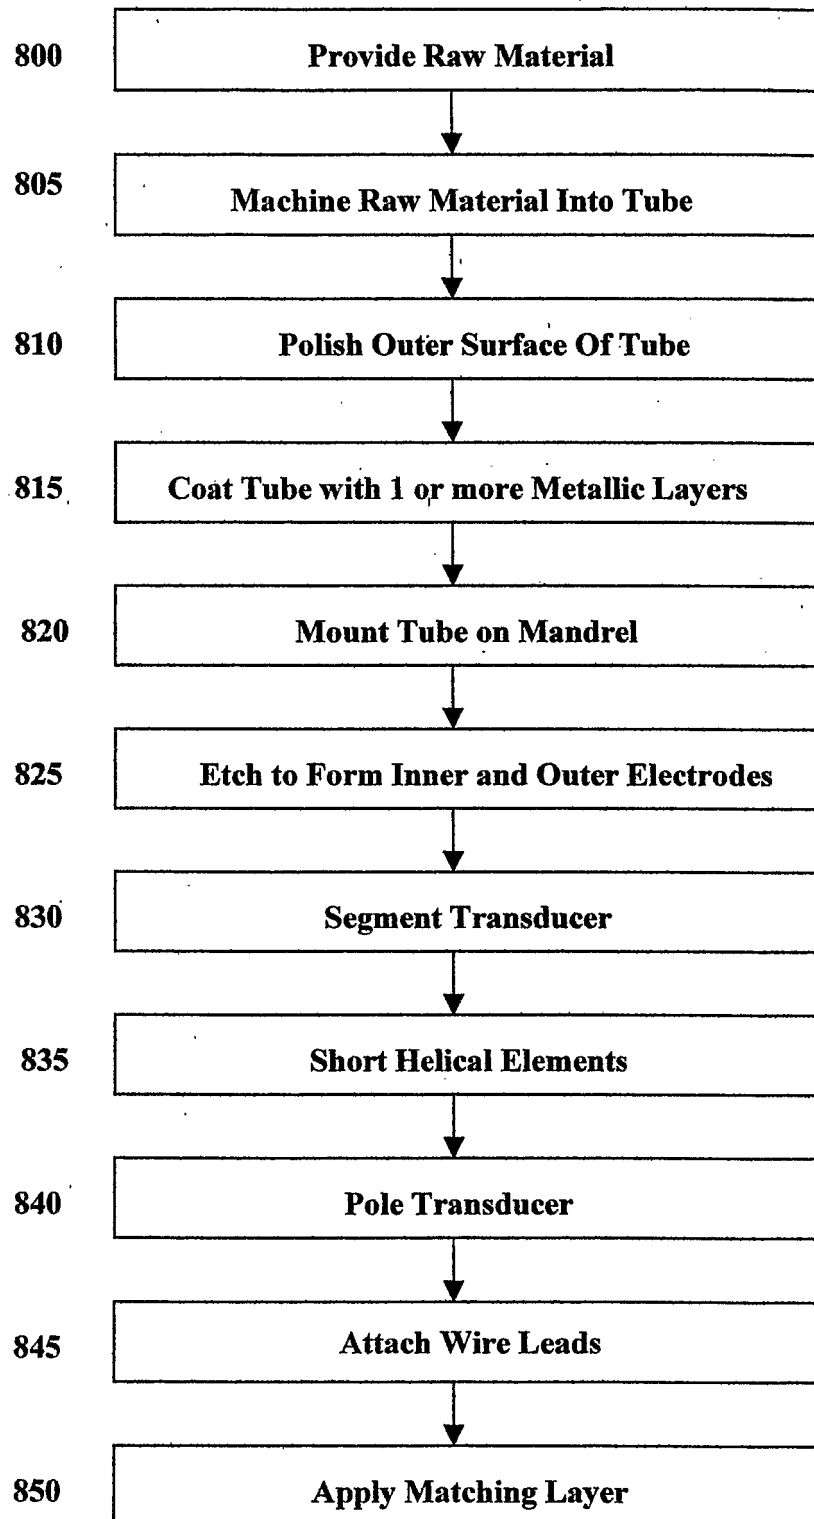 800 Provide Raw Material
805 Machine Raw Material Into Tube
810 Polish Outer Surface Of Tube
815 Coat Tube with 1 or more Metallic Layers
820 Mount Tube on Mandrel
825 Etch to Form Inner and Outer Electrodes
830 Segment Transducer
835 Short Helical Elements
840 Pole Transducer
845 Attach Wire Leads
850 Apply Matching Layer